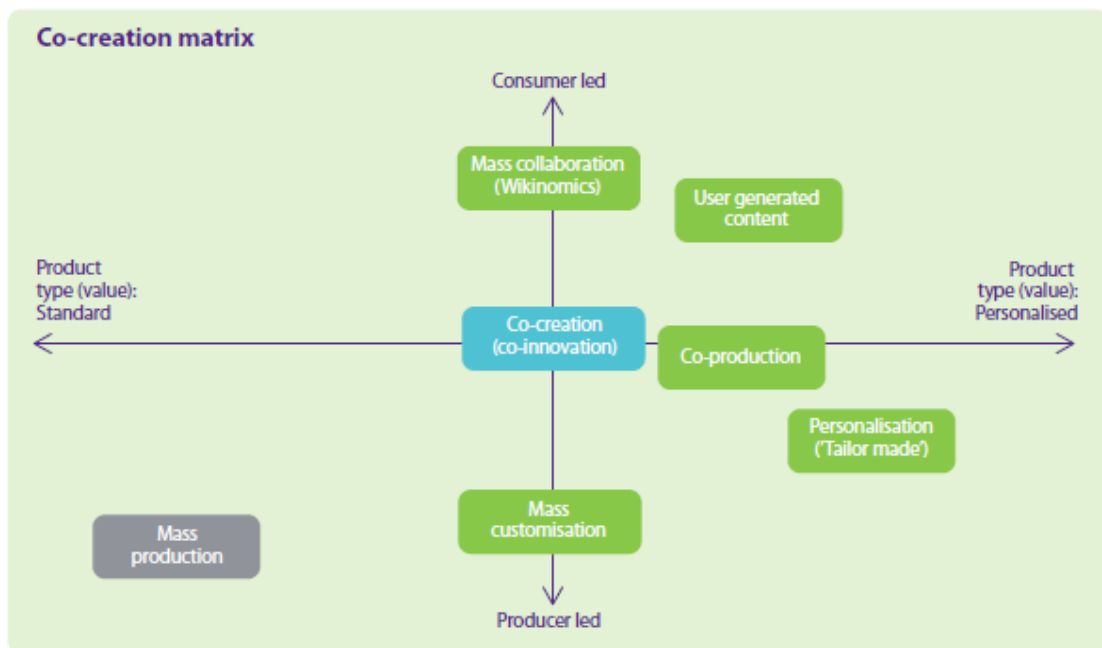 Co-creation matrix
Consumer led
Mass collaboration
(Wikinomics)
User generated
content
Product
type (value):
Standard
Product
type (value):
Personalised
Co-creation
(co-innovation)
Co-production
Personalisation
('Tailor made')
Mass
customisation
Mass
production
Producer led